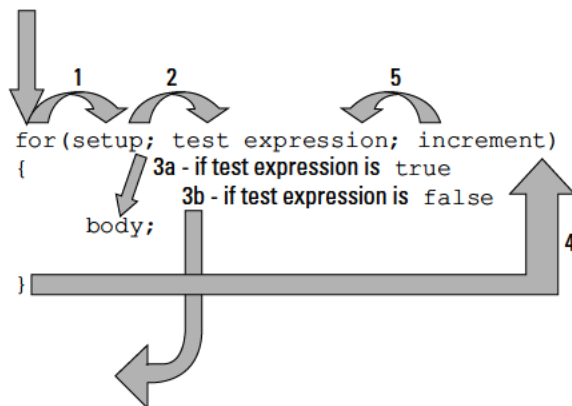 1 2 5
for(setup; test expression; increment)
{ 3a - if test expression is true
3b - if test expression is false
body;
4
}